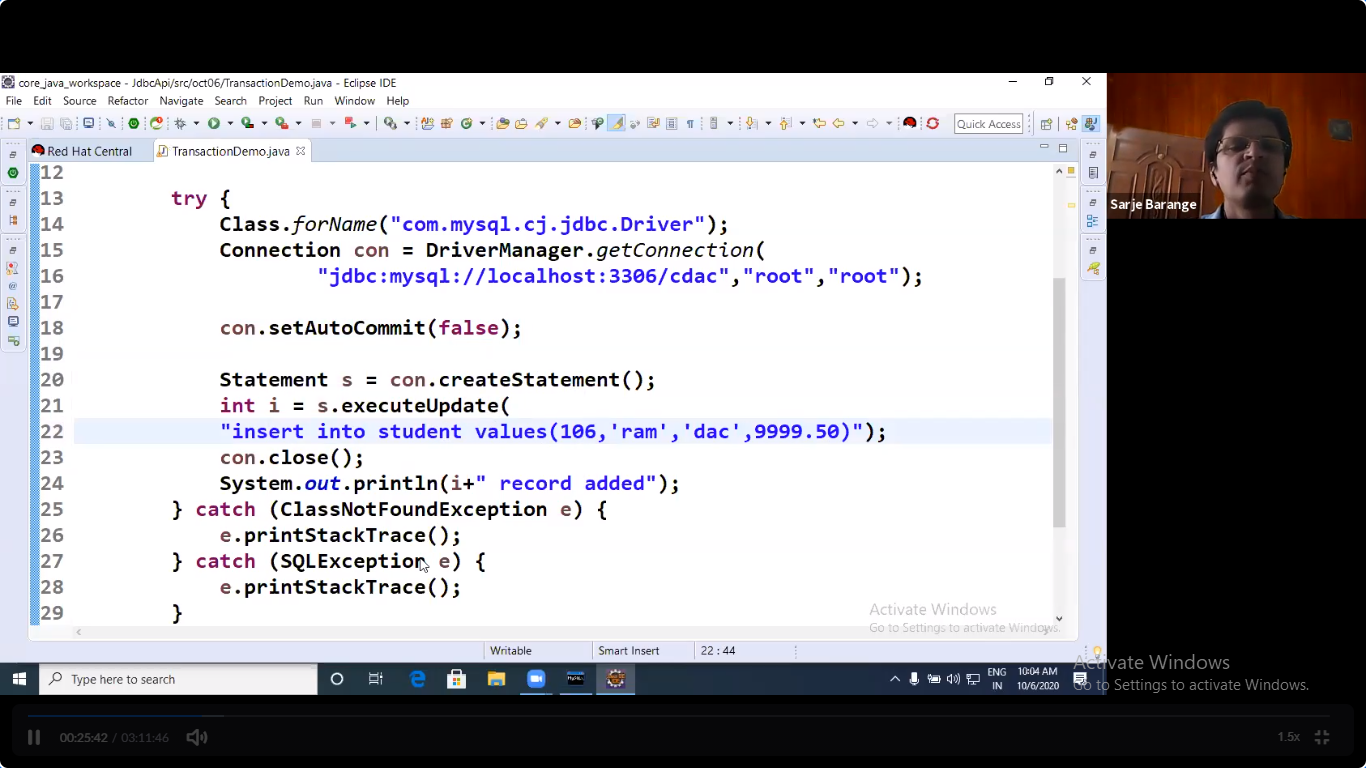 core_java_workspace - JdbcApi/src/oct06/TransactionDemo.java - Eclipse IDE
File Edit Source Refactor Navigate Search Project Run Window Help
Quick Access
Red Hat Central TransactionDemo.java
12
13 try {
14 Class.forName("com.mysql.cj.jdbc.Driver");
15 Connection con = DriverManager.getConnection(
16 "jdbc:mysql://localhost:3306/cdac","root","root");
17
18 con.setAutoCommit(false);
19
20 Statement s = con.createStatement();
21 int i = s.executeUpdate(
22 "insert into student values(106,'ram','dac',9999.50)");
23 con.close();
24 System.out.println(i+" record added");
25 } catch (ClassNotFoundException e) {
26 e.printStackTrace();
27 } catch (SQLException e) {
28 e.printStackTrace();
29 }
Sarje Barange
Activate Windows
Go to Settings to activate Windows.
Writable Smart Insert 22 : 44
Type here to search
MySQL
ENG
IN
10:04 AM
10/6/2020
Activate Windows
Go to Settings to activate Windows.
00:25:42 / 03:11:46
1.5x